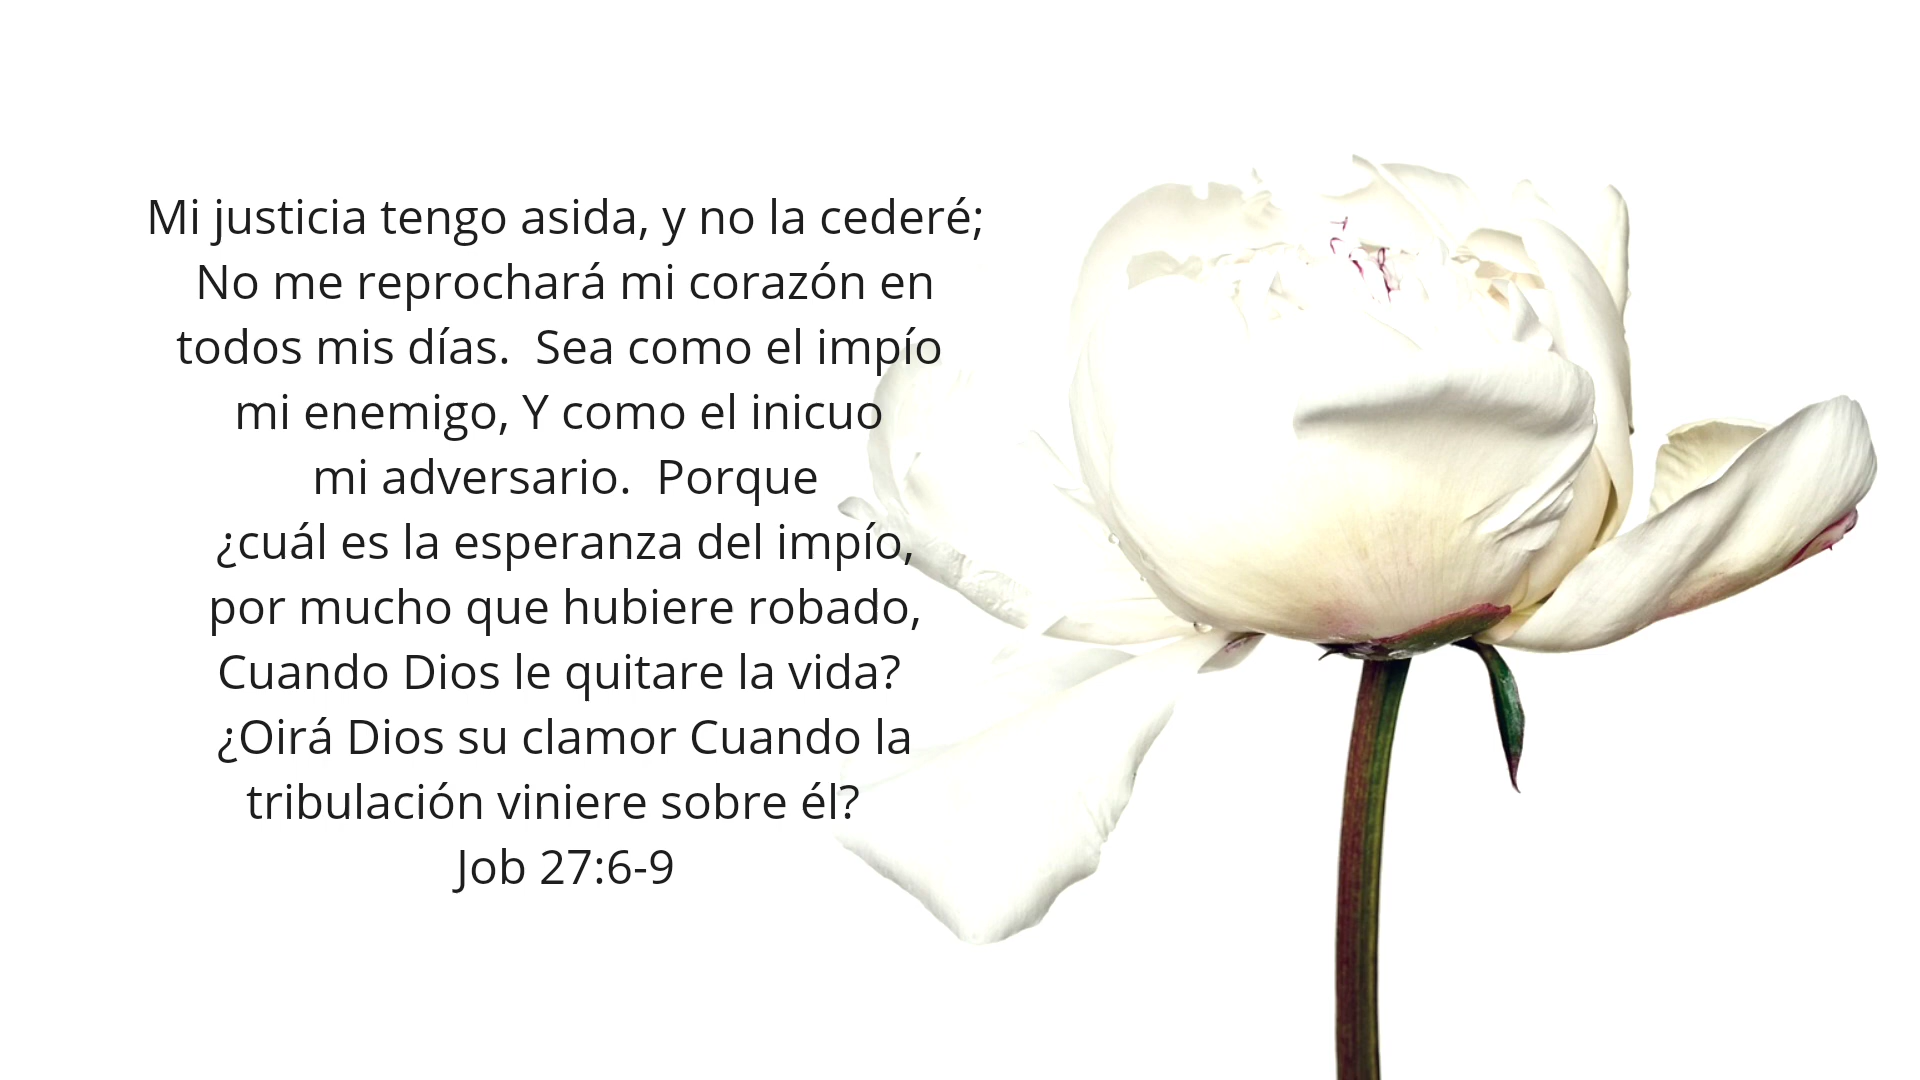 Mi justicia tengo asida, y no la cederé;
No me reprochará mi corazón en
todos mis días.  Sea como el impío
mi enemigo, Y como el inicuo
mi adversario.  Porque
¿cuál es la esperanza del impío,
por mucho que hubiere robado,
Cuando Dios le quitare la vida?
¿Oirá Dios su clamor Cuando la
tribulación viniere sobre él?
Job 27:6-9